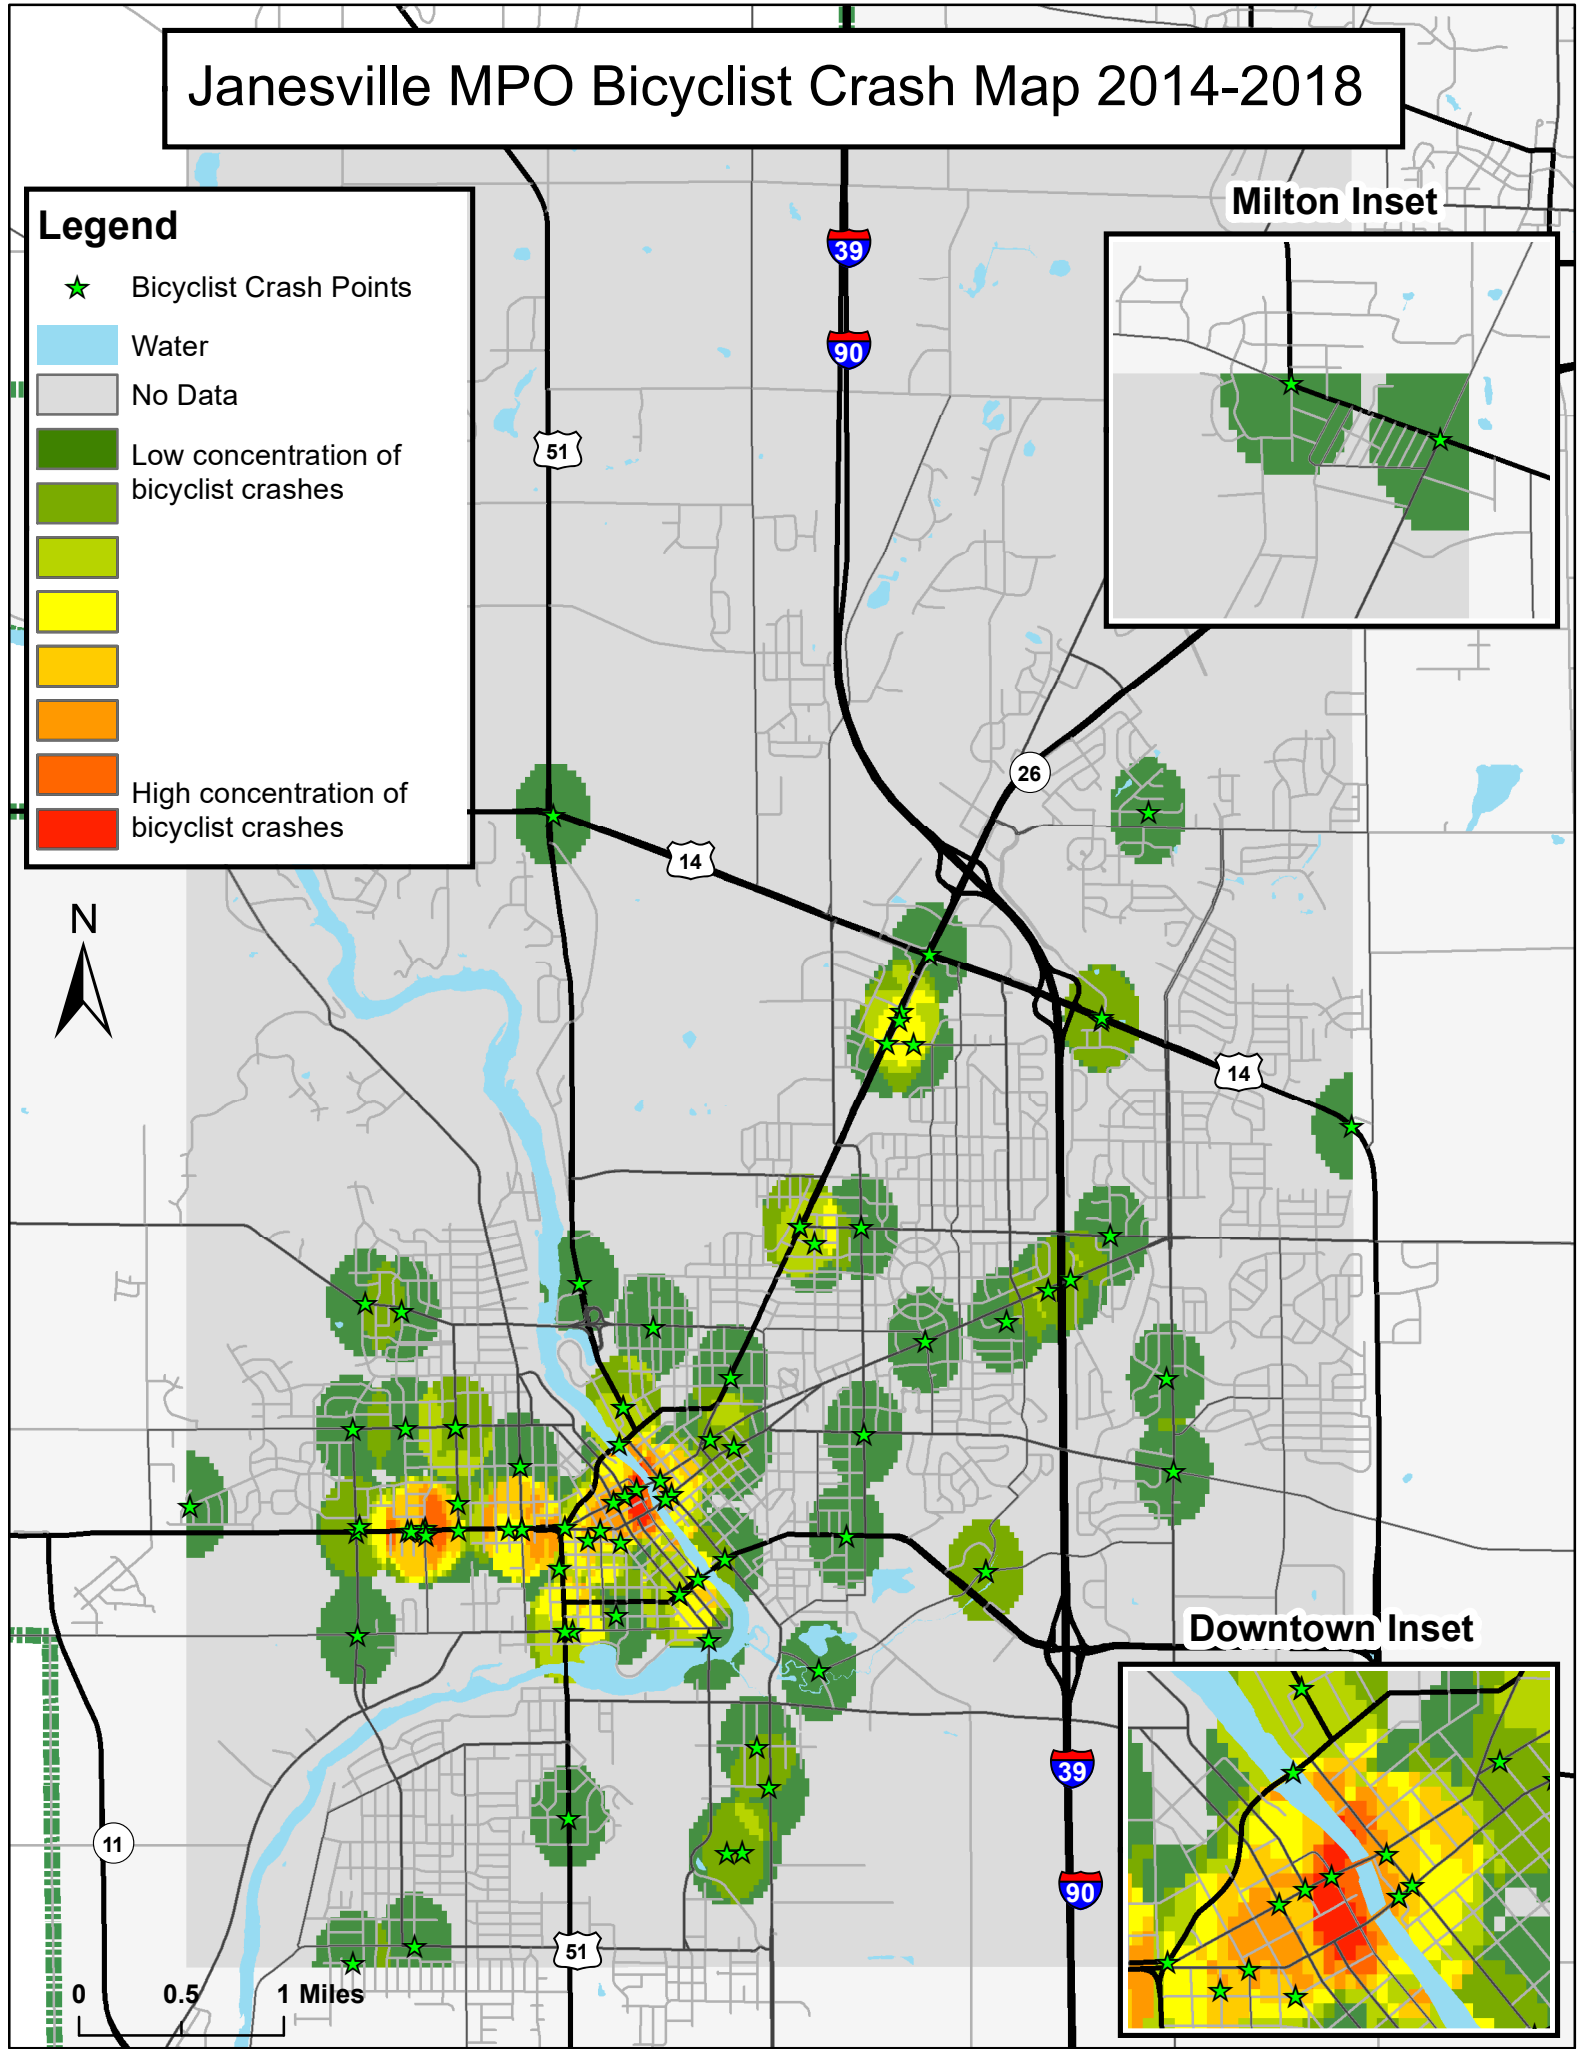 Janesville MPO Bicyclist Crash Map 2014-2018
Milton Inset
Legend
Bicyclist Crash Points
Water
No Data
Low concentration of
bicyclist crashes
High concentration of
bicyclist crashes
39
90
51
26
14
N
14
Downtown Inset
39
11
90
51
0 0.5 1 Miles